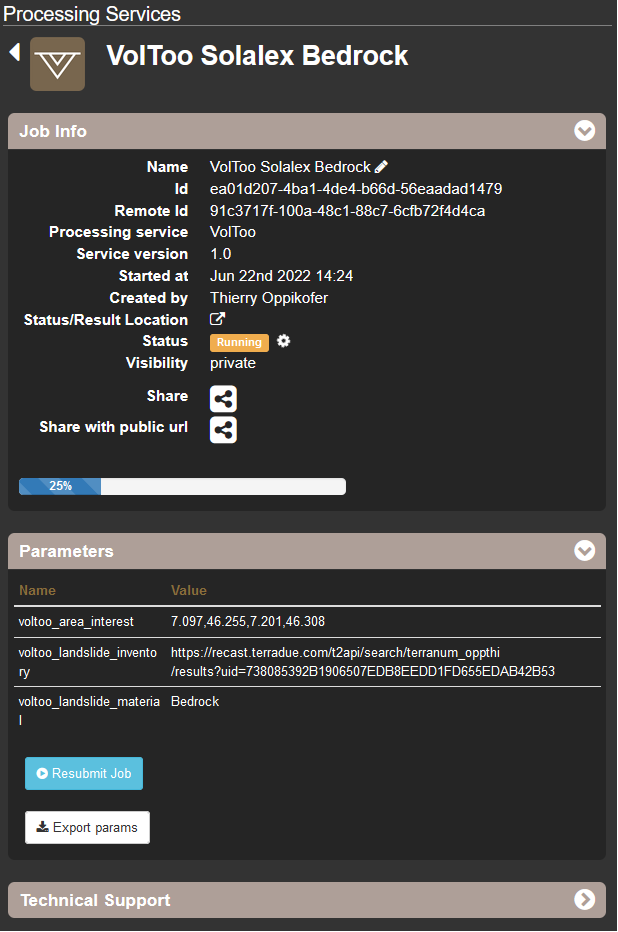 Processing Services
VolToo Solalex Bedrock
Job Info
Name VolToo Solalex Bedrock
Id ea01d207-4ba1-4de4-b66d-56eaadad1479
Remote Id 91c3717f-100a-48c1-88c7-6cfb72f4d4ca
Processing service VolToo
Service version 1.0
Started at Jun 22nd 2022 14:24
Created by Thierry Oppikofer
Status/Result Location
Status Running
Visibility private
Share
Share with public url
25%
Parameters
Name Value
voltoo_area_interest 7.097,46.255,7.201,46.308
voltoo_landslide_invento https://recast.terradue.com/t2api/search/terranum_oppthi
ry /results?uid=738085392B1906507EDB8EEDD1FD655EDAB42B53
voltoo_landslide_materia Bedrock
l
Resubmit Job
Export params
Technical Support